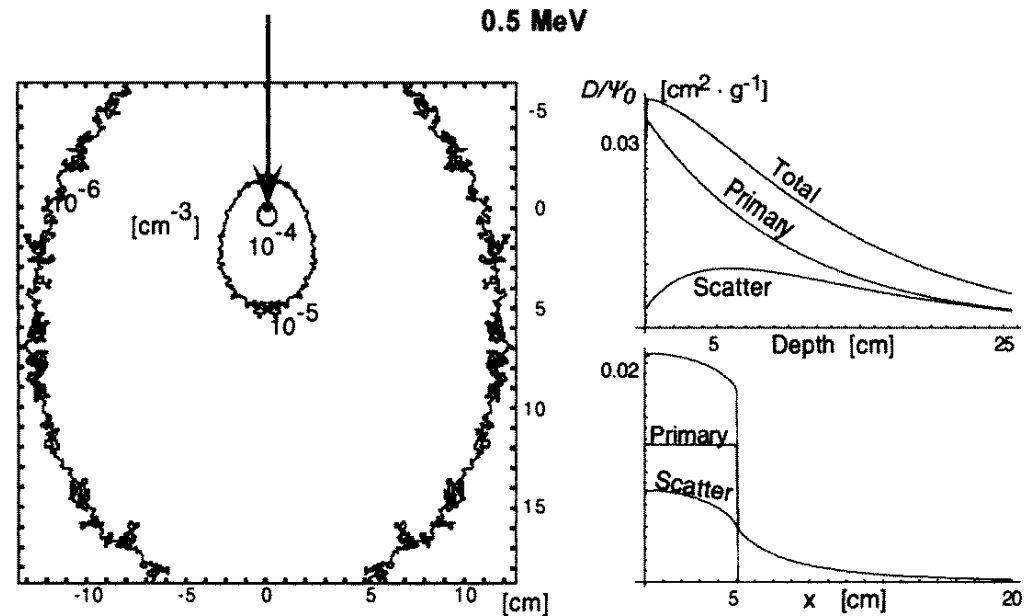 0.5 MeV
10⁻⁶
[cm⁻³]
10⁻⁴
10⁻⁵
-5
0
5
10
15
-10
-5
0
5
10
[cm]
D/Ψ₀ [cm² · g⁻¹]
0.03
Total
Primary
Scatter
5
Depth [cm]
25
0.02
Primary
Scatter
5
x [cm]
20